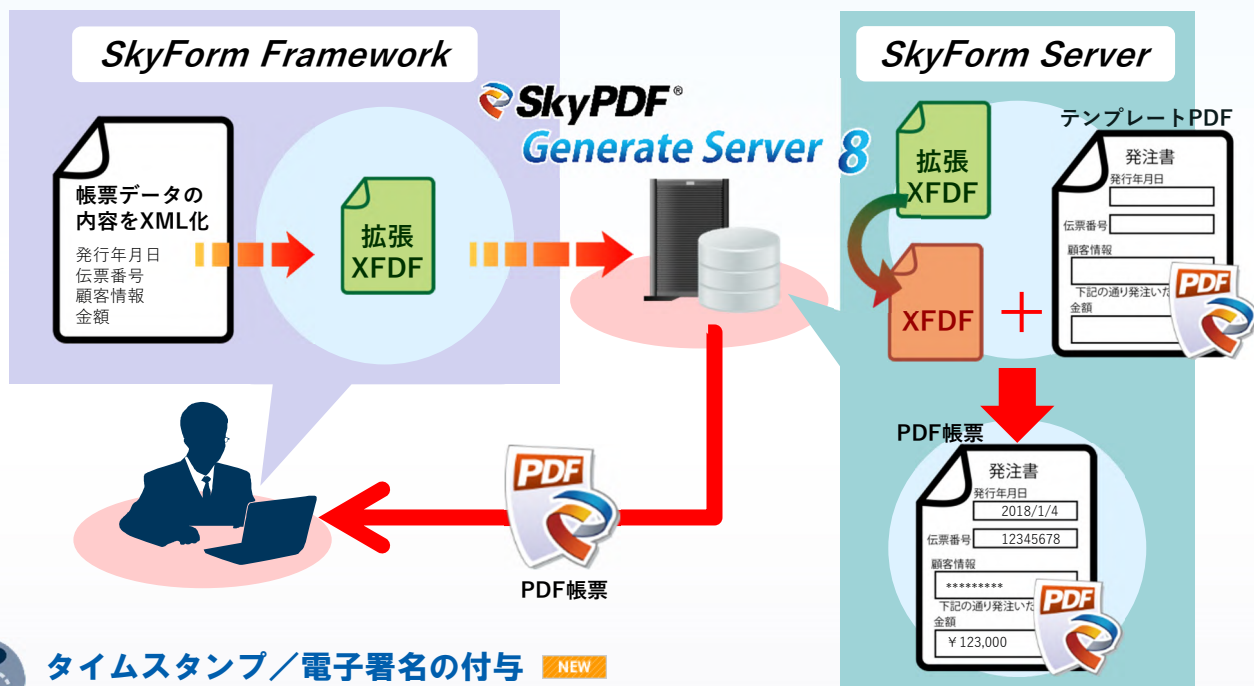 SkyForm Framework
帳票データの
内容をXML化
発行年月日
伝票番号
顧客情報
金額
拡張
XFDF
SkyPDF®
Generate Server 8
SkyForm Server
拡張
XFDF
XFDF
テンプレートPDF
発注書
発行年月日
伝票番号
顧客情報
下記の通り発注いた
金額
PDF
PDF帳票
発注書
発行年月日
2018/1/4
伝票番号
12345678
顧客情報
*********
下記の通り発注いた
金額
¥123,000
PDF
PDF
PDF帳票
タイムスタンプ／電子署名の付与 NEW